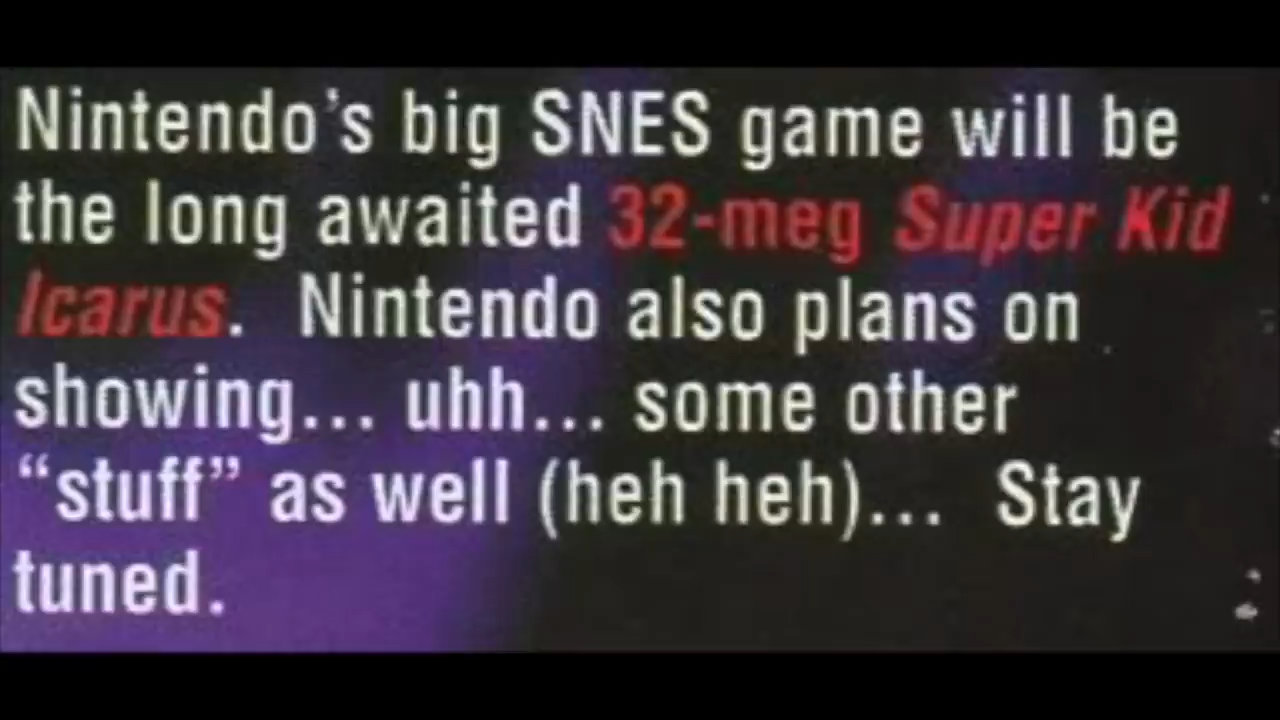 Nintendo’s big SNES game will be
the long awaited 32-meg Super Kid
Icarus. Nintendo also plans on
showing... uhh... some other
“stuff” as well (heh heh)... Stay
tuned.